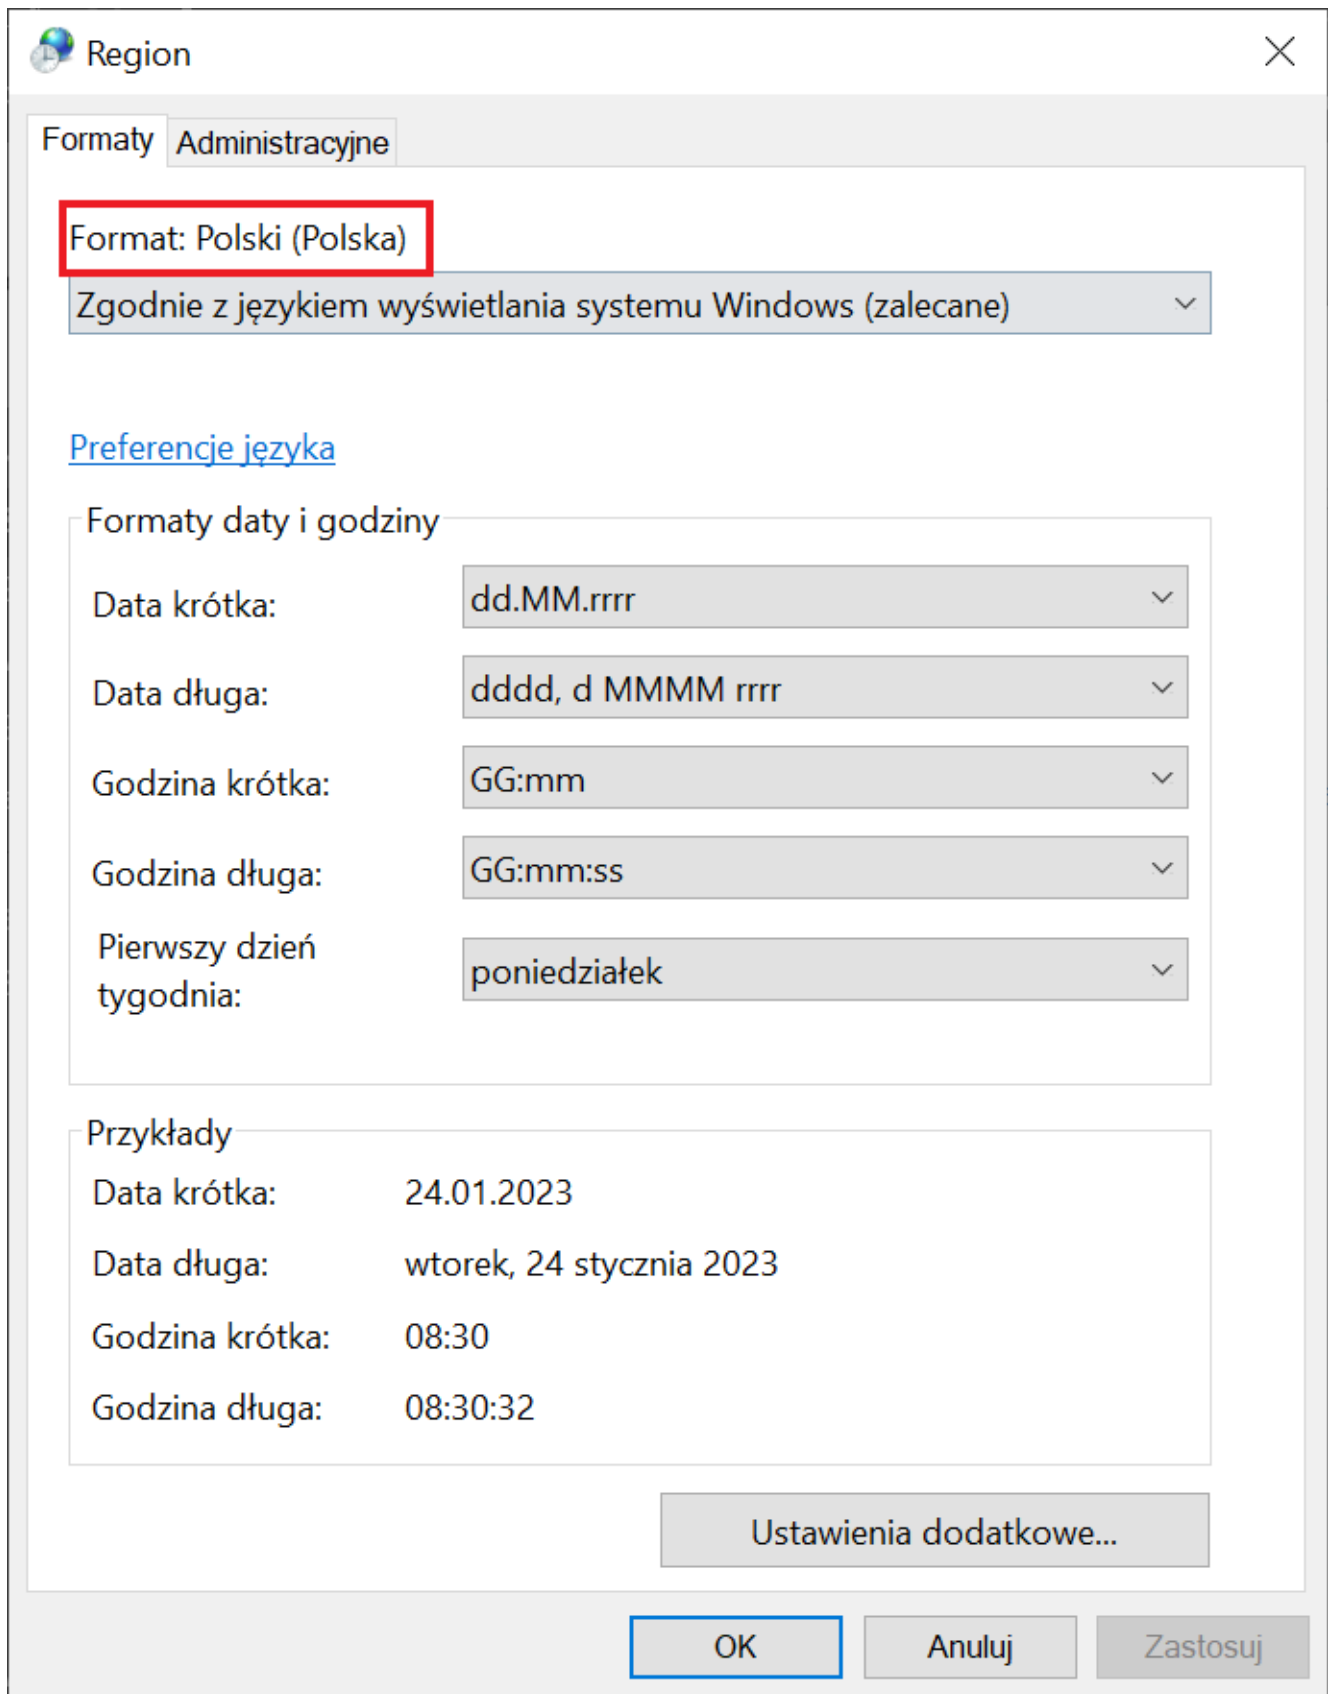 Region
Formaty
Administracyjne
Format: Polski (Polska)
Zgodnie z językiem wyświetlania systemu Windows (zalecane)
Preferencje języka
Formaty daty i godziny
Data krótka: dd.MM.rrrr
Data długa: dddd, d MMMM rrrr
Godzina krótka: GG:mm
Godzina długa: GG:mm:ss
Pierwszy dzień
tygodnia: poniedziałek
Przykłady
Data krótka: 24.01.2023
Data długa: wtorek, 24 stycznia 2023
Godzina krótka: 08:30
Godzina długa: 08:30:32
Ustawienia dodatkowe...
OK Anuluj Zastosuj